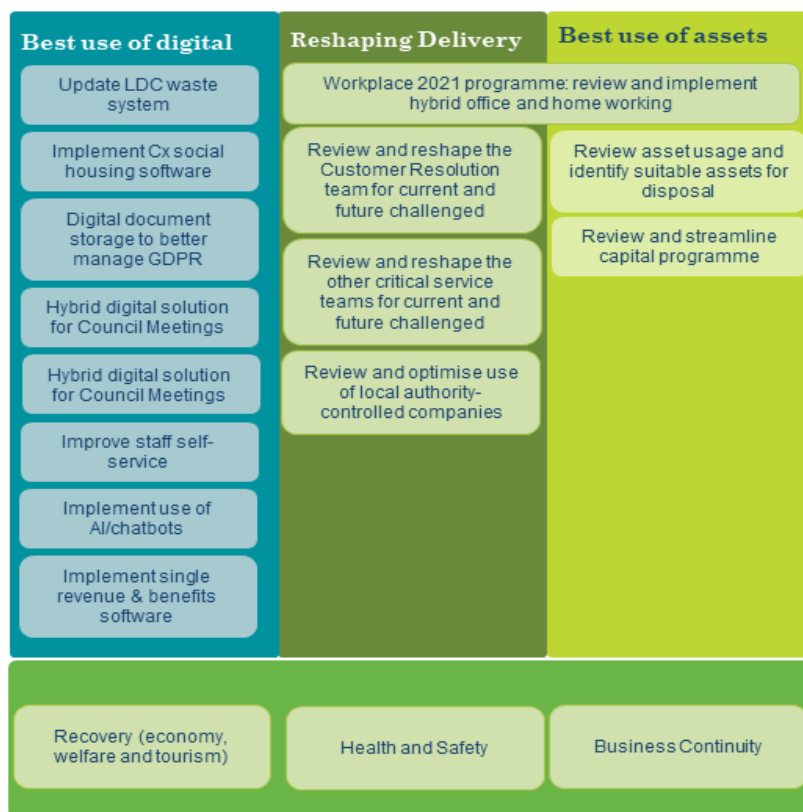 Best use of digital
Update LDC waste
system
Implement Cx social
housing software
Digital document
storage to better
manage GDPR
Hybrid digital solution
for Council Meetings
Hybrid digital solution
for Council Meetings
Improve staff self-
service
Implement use of
AI/chatbots
Implement single
revenue & benefits
software
Reshaping Delivery
Best use of assets
Workplace 2021 programme: review and implement
hybrid office and home working
Review and reshape the
Customer Resolution
team for current and
future challenged
Review and reshape the
other critical service
teams for current and
future challenged
Review and optimise use
of local authority-
controlled companies
Review asset usage and
identify suitable assets for
disposal
Review and streamline
capital programme
Recovery (economy,
welfare and tourism)
Health and Safety
Business Continuity